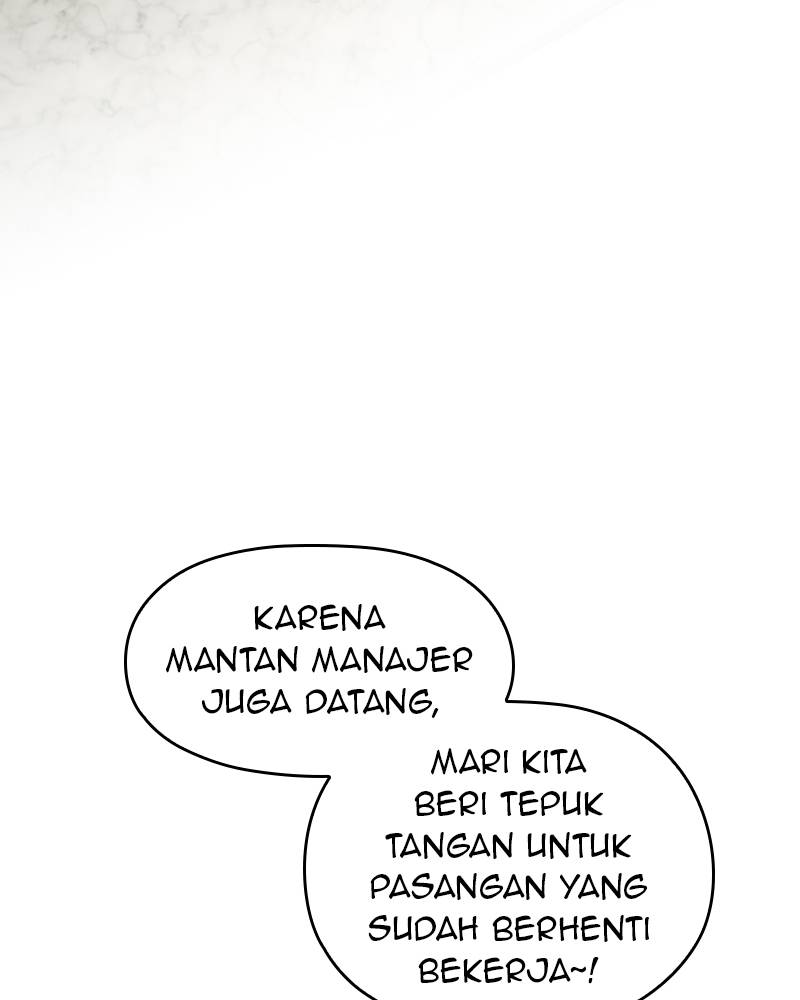 KARENA
MANTAN MANAJER
JUGA DATANG,
MARI KITA
BERI TEPUK
TANGAN UNTUK
PASANGAN YANG
SUDAH BERHENTI
BEKERJA~!